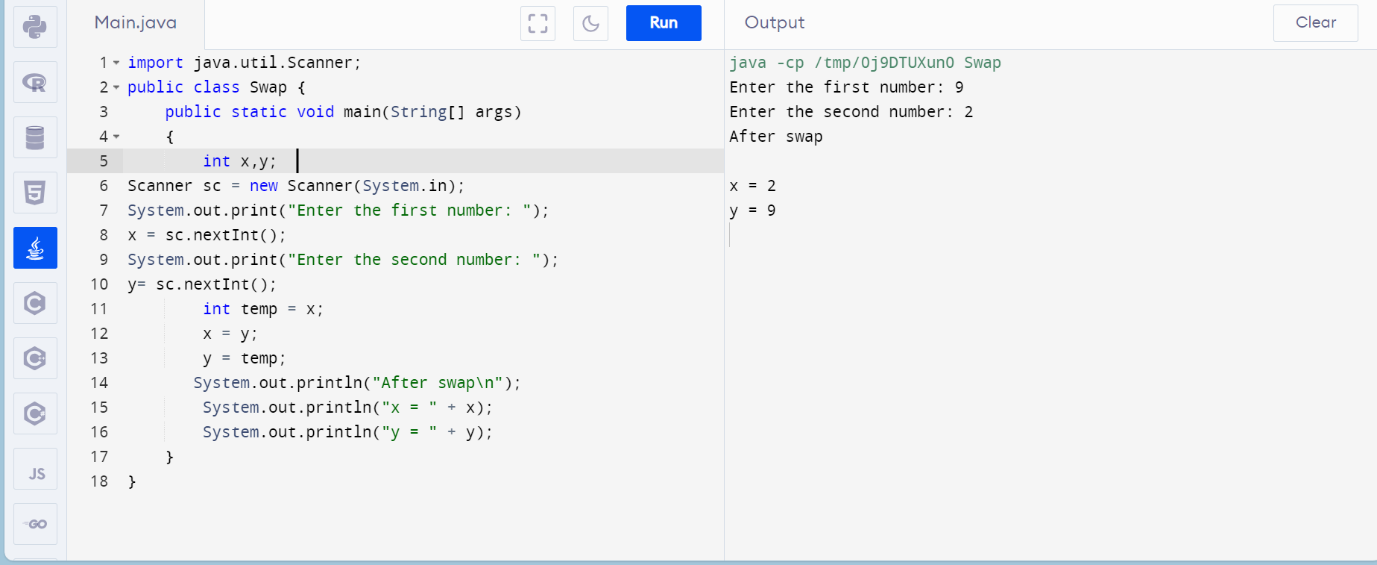 Main.java
Run
Output
Clear
1 import java.util.Scanner;
2 public class Swap {
3     public static void main(String[] args)
4     {
5         int x,y;
6 Scanner sc = new Scanner(System.in);
7 System.out.print("Enter the first number: ");
8 x = sc.nextInt();
9 System.out.print("Enter the second number: ");
10 y= sc.nextInt();
11         int temp = x;
12         x = y;
13         y = temp;
14        System.out.println("After swap\n");
15         System.out.println("x = " + x);
16         System.out.println("y = " + y);
17     }
18 }
java -cp /tmp/0j9DTUXun0 Swap
Enter the first number: 9
Enter the second number: 2
After swap

x = 2
y = 9
R
5
C
C
C
JS
GO